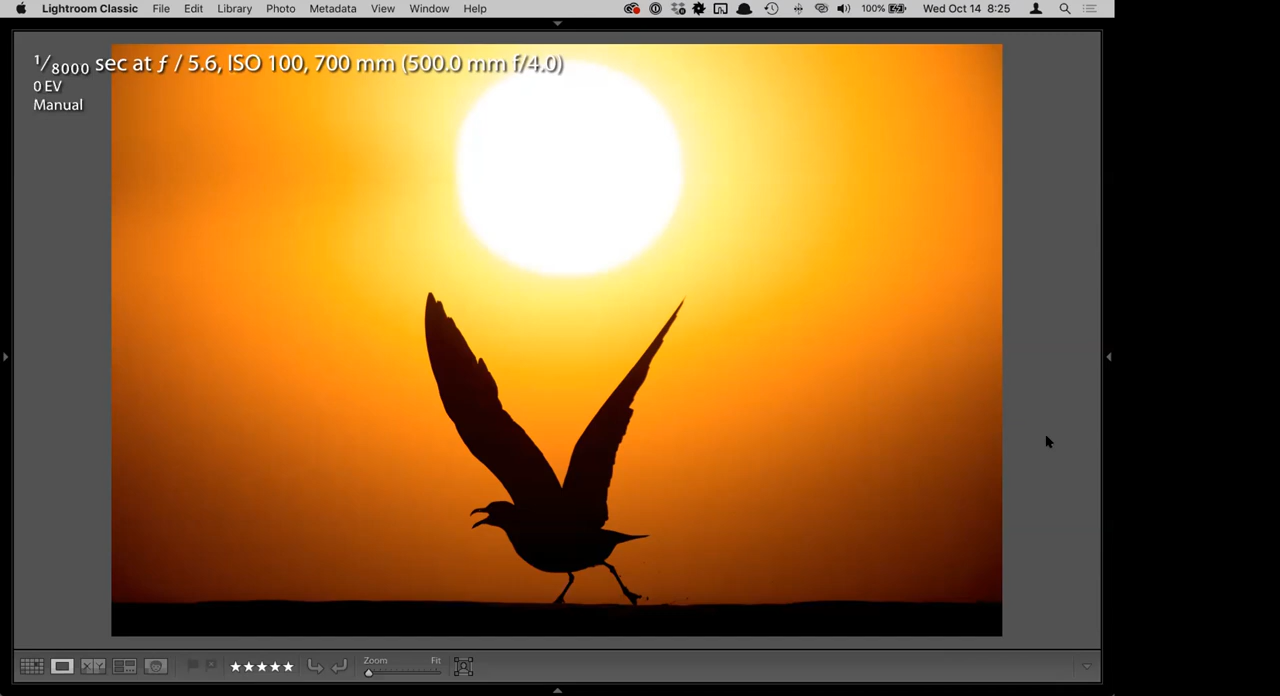 Lightroom Classic File Edit Library Photo Metadata View Window Help 100% Wed Oct 14 8:25
1/8000 sec at ƒ / 5.6, ISO 100, 700 mm (500.0 mm f/4.0)
0 EV
Manual
XY Zoom Fit